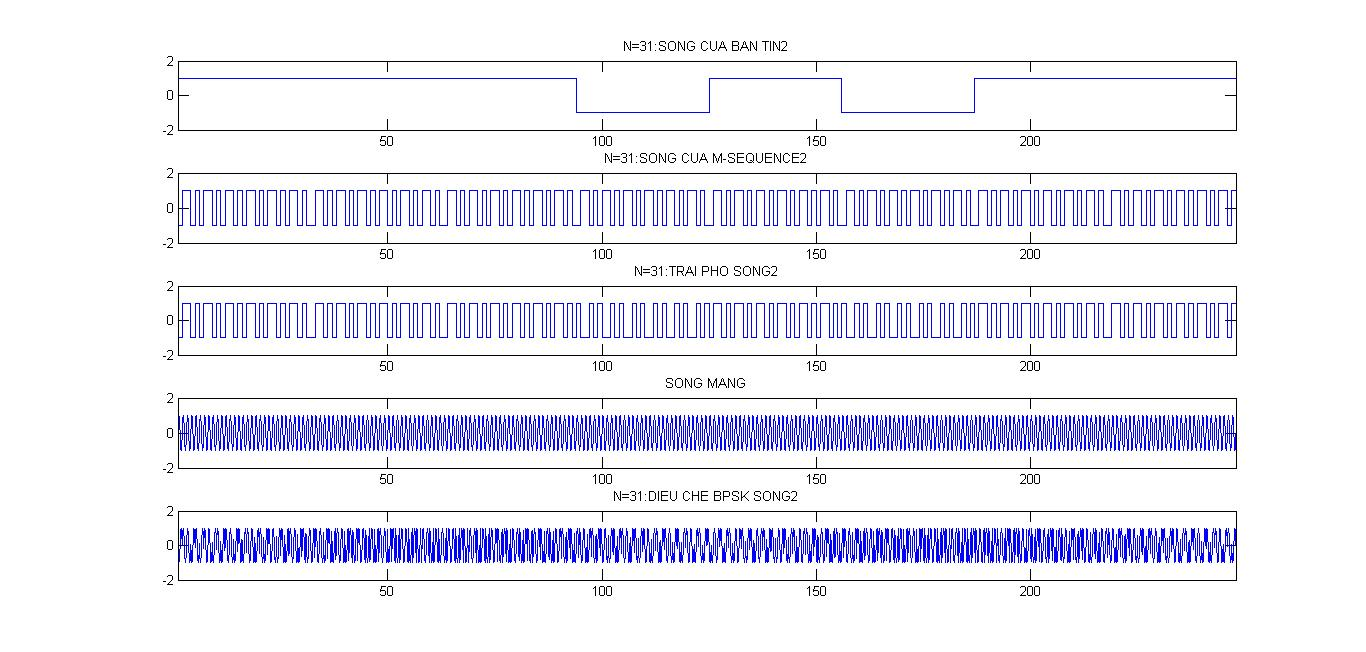 N=31:SONG CUA BAN TIN2
2
0
-2
50 100 150 200
N=31:SONG CUA M-SEQUENCE2
2
0
-2
50 100 150 200
N=31:TRAI PHO SONG2
2
0
-2
50 100 150 200
SONG MANG
2
0
-2
50 100 150 200
N=31:DIEU CHE BPSK SONG2
2
0
-2
50 100 150 200